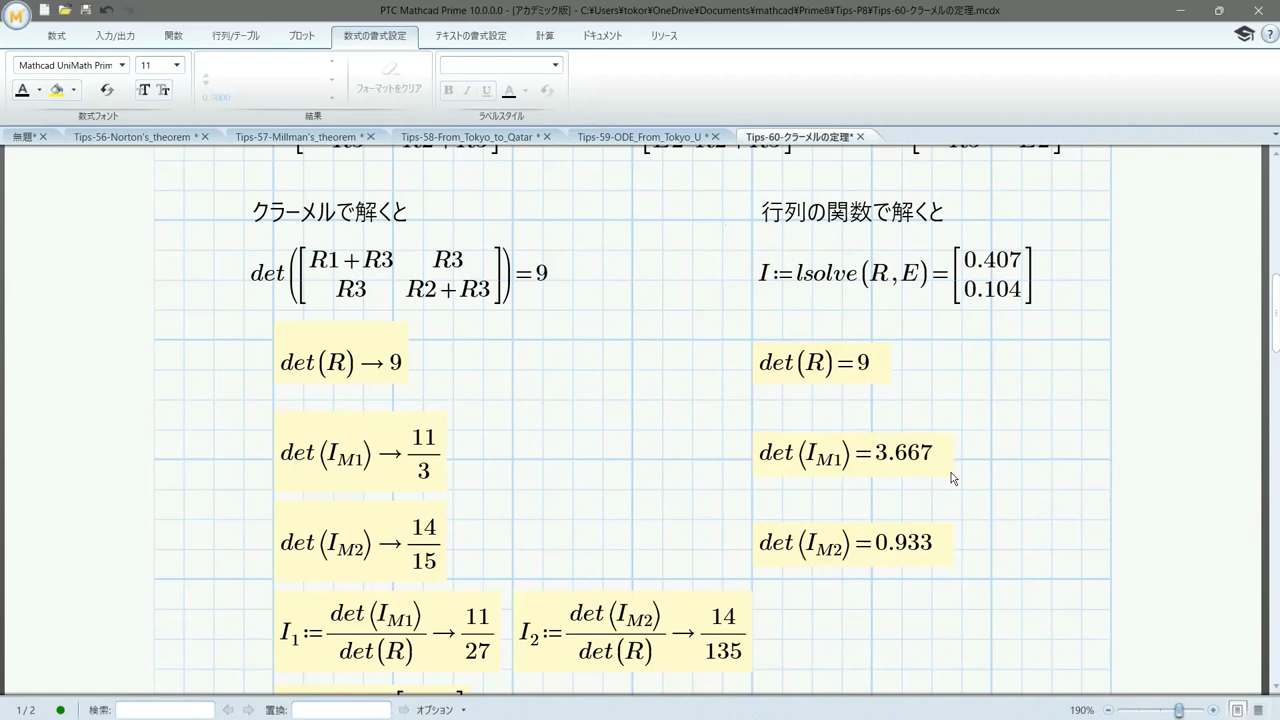 PTC Mathcad Prime 10.0.0.0 - [アカデミック版] - C:¥Users¥tokor¥OneDrive¥Documents¥mathcad¥Prime8¥Tips-P8¥Tips-60-クラーメルの定理.mcdx
数式 入力/出力 関数 行列/テーブル プロット 数式の書式設定 テキストの書式設定 計算 ドキュメント リソース
Mathcad UniMath Prim 11
0.5000
フォーマットをクリア
A B I U A
数式フォント 結果 ラベルスタイル
無題* Tips-56-Norton's_theorem * Tips-57-Millman's_theorem * Tips-58-From_Tokyo_to_Qatar * Tips-59-ODE_From_Tokyo_U * Tips-60-クラーメルの定理*
クラーメルで解くと 行列の関数で解くと
det([R1+R3 R3
R3 R2+R3])=9
I:=lsolve(R,E)=[0.407
0.104]
det(R)→9 det(R)=9
det(I_M1)→11/3 det(I_M1)=3.667
det(I_M2)→14/15 det(I_M2)=0.933
I_1:=det(I_M1)/det(R)→11/27 I_2:=det(I_M2)/det(R)→14/135
1 / 2 検索: 置換: オプション 190%